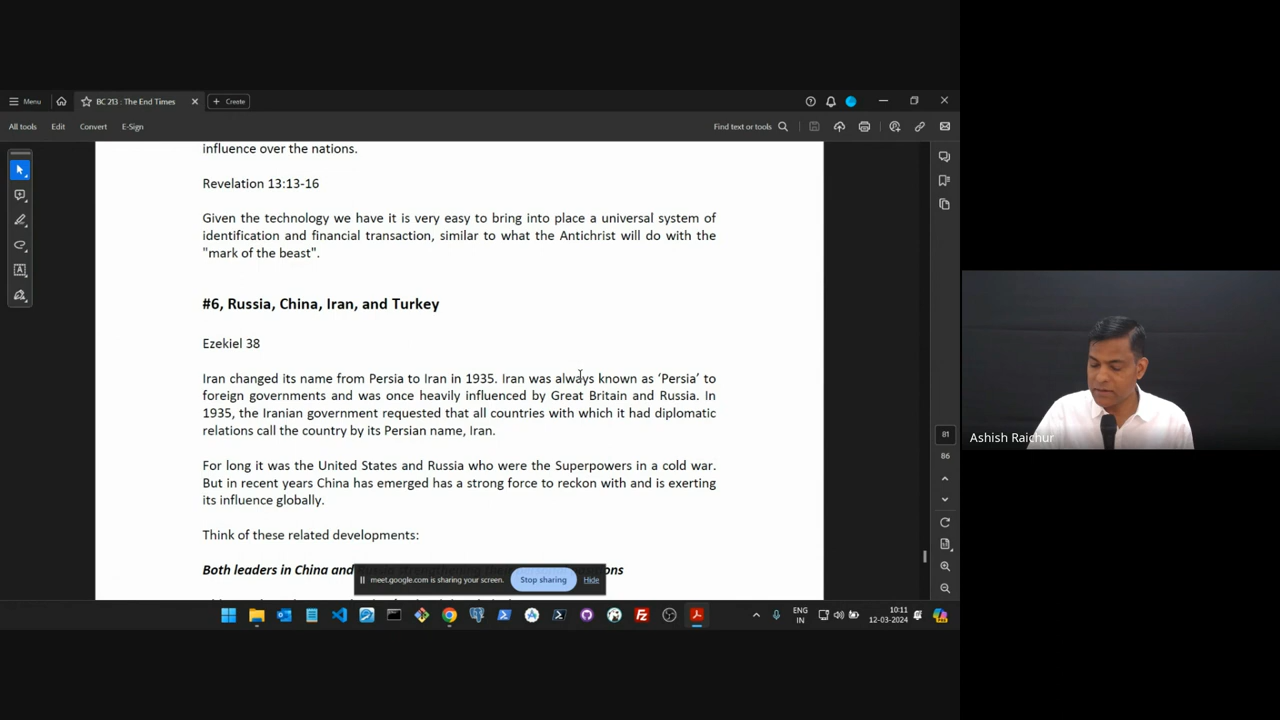 Menu
BC 213 : The End Times
Create
All tools
Edit
Convert
E-Sign
Find text or tools
influence over the nations.
Revelation 13:13-16
Given the technology we have it is very easy to bring into place a universal system of
identification and financial transaction, similar to what the Antichrist will do with the
"mark of the beast".
#6, Russia, China, Iran, and Turkey
Ezekiel 38
Iran changed its name from Persia to Iran in 1935. Iran was always known as ‘Persia’ to
foreign governments and was once heavily influenced by Great Britain and Russia. In
1935, the Iranian government requested that all countries with which it had diplomatic
relations call the country by its Persian name, Iran.
For long it was the United States and Russia who were the Superpowers in a cold war.
But in recent years China has emerged has a strong force to reckon with and is exerting
its influence globally.
Think of these related developments:
Both leaders in China and
meet.google.com is sharing your screen.
Stop sharing
Hide
81
86
Ashish Raichur
ENG
IN
10:11
12-03-2024